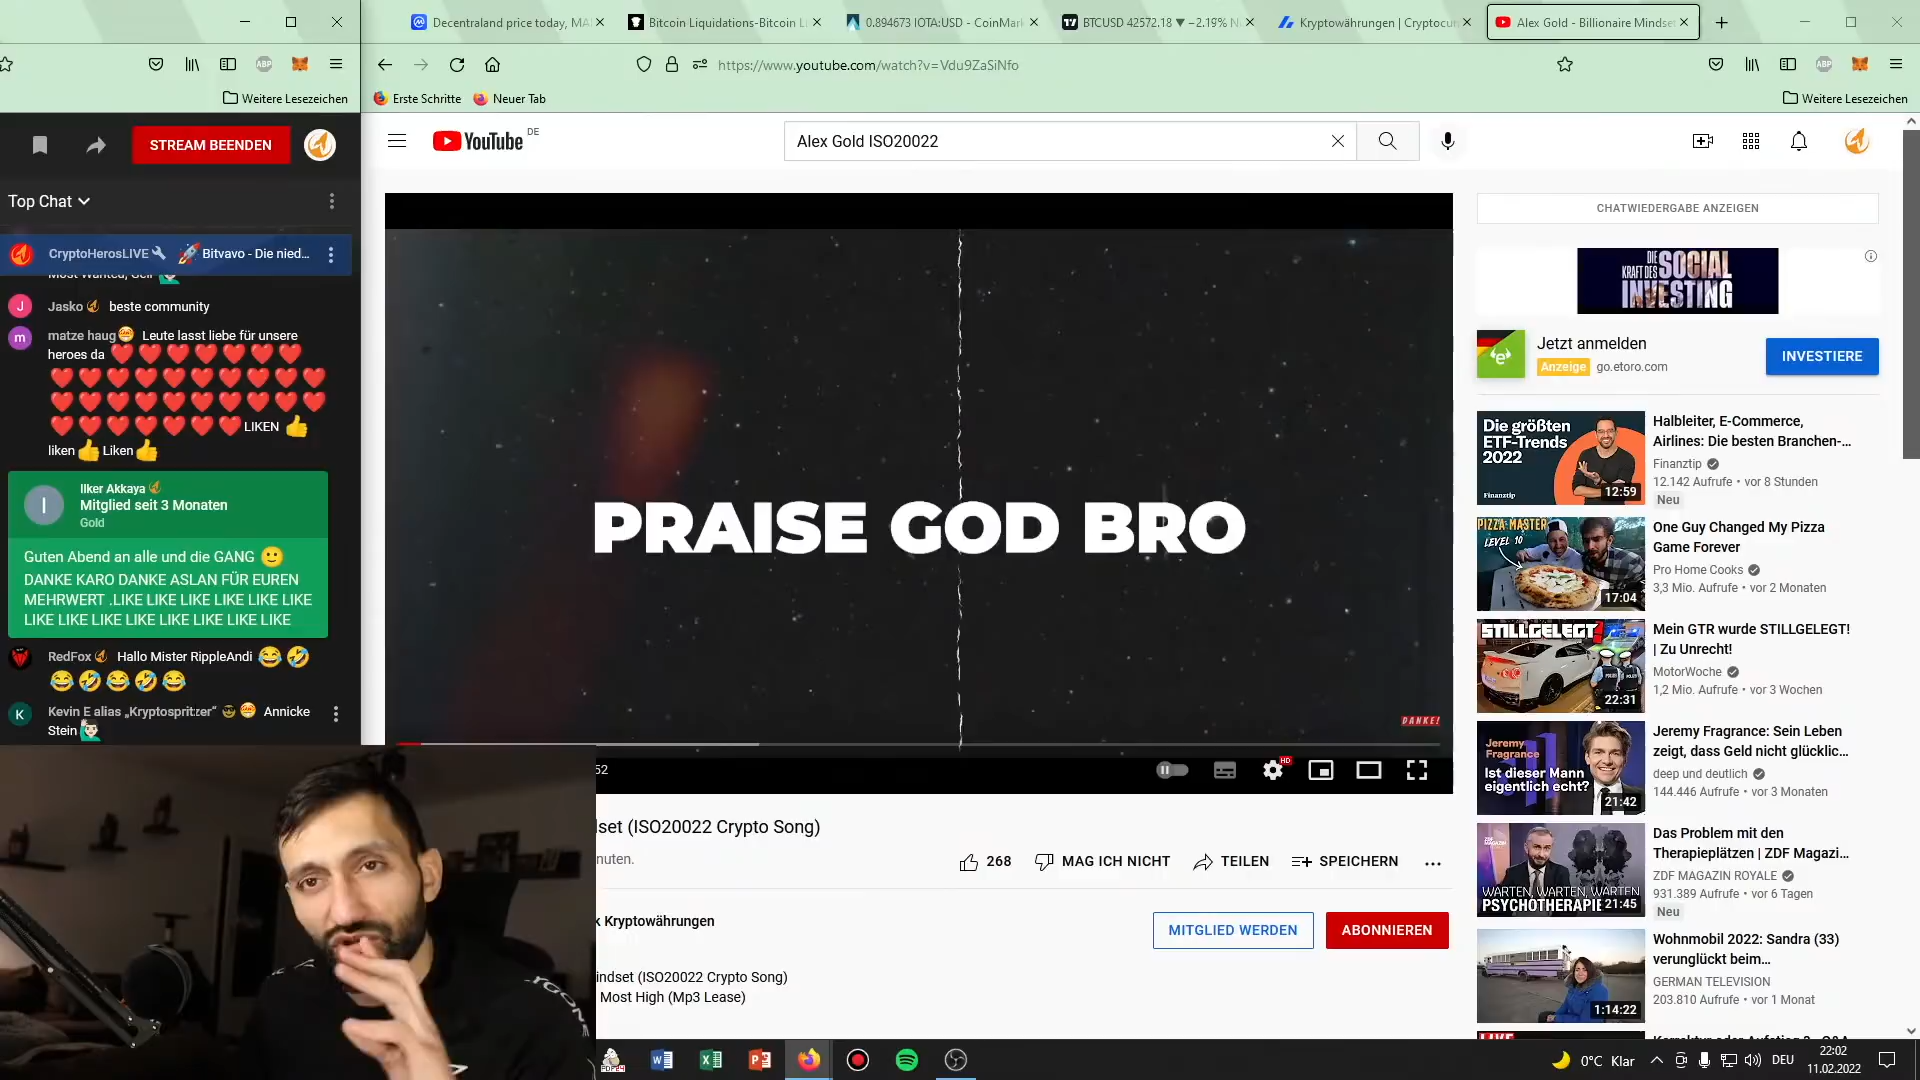 Decentraland price today, MA
Bitcoin Liquidations-Bitcoin Li
0.894673 IOTA:USD - CoinMark
BTCUSD 42572.18 ▼ −2.19% N
Kryptowährungen | Cryptocur
Alex Gold - Billionaire Mindset
https://www.youtube.com/watch?v=Vdu9ZaSiNfo
Weitere Lesezeichen
Erste Schritte
Neuer Tab
Weitere Lesezeichen
STREAM BEENDEN
YouTube DE
Alex Gold ISO20022
Top Chat
CryptoHerosLIVE Bitvavo - Die nied...
Jasko beste community
matze haug Leute lasst liebe für unsere
heroes da
LIKEN
liken Liken
Ilker Akkaya
Mitglied seit 3 Monaten
Gold
Guten Abend an alle und die GANG
DANKE KARO DANKE ASLAN FÜR EUREN
MEHRWERT .LIKE LIKE LIKE LIKE LIKE LIKE
LIKE LIKE LIKE LIKE LIKE LIKE LIKE LIKE
RedFox Hallo Mister RippleAndi
Kevin E alias „Kryptospritzer“ Annicke
Stein
PRAISE GOD BRO
DANKE!
52
HD
dset (ISO20022 Crypto Song)
nuten.
268
MAG ICH NICHT
TEILEN
SPEICHERN
k Kryptowährungen
MITGLIED WERDEN
ABONNIEREN
indset (ISO20022 Crypto Song)
Most High (Mp3 Lease)
CHATWIEDERGABE ANZEIGEN
DIE
KRAFT DES SOCIAL
INVESTING
Jetzt anmelden
Anzeige go.etoro.com
INVESTIERE
Die größten
ETF-Trends
2022
Finanztip
12:59
Halbleiter, E-Commerce,
Airlines: Die besten Branchen-...
Finanztip
12.142 Aufrufe • vor 8 Stunden
Neu
PIZZA MASTER
LEVEL 10
17:04
One Guy Changed My Pizza
Game Forever
Pro Home Cooks
3,3 Mio. Aufrufe • vor 2 Monaten
STILLGELEGT?
22:31
Mein GTR wurde STILLGELEGT!
| Zu Unrecht!
MotorWoche
1,2 Mio. Aufrufe • vor 3 Wochen
Jeremy
Fragrance
Ist dieser Mann
eigentlich echt?
21:42
Jeremy Fragrance: Sein Leben
zeigt, dass Geld nicht glücklic...
deep und deutlich
144.446 Aufrufe • vor 3 Monaten
WARTEN, WARTEN, WARTEN
PSYCHOTHERAPIE
21:45
Das Problem mit den
Therapieplätzen | ZDF Magazi...
ZDF MAGAZIN ROYALE
931.389 Aufrufe • vor 6 Tagen
Neu
1:14:22
Wohnmobil 2022: Sandra (33)
verunglückt beim...
GERMAN TELEVISION
203.810 Aufrufe • vor 1 Monat
0°C Klar
DEU
22:02
11.02.2022